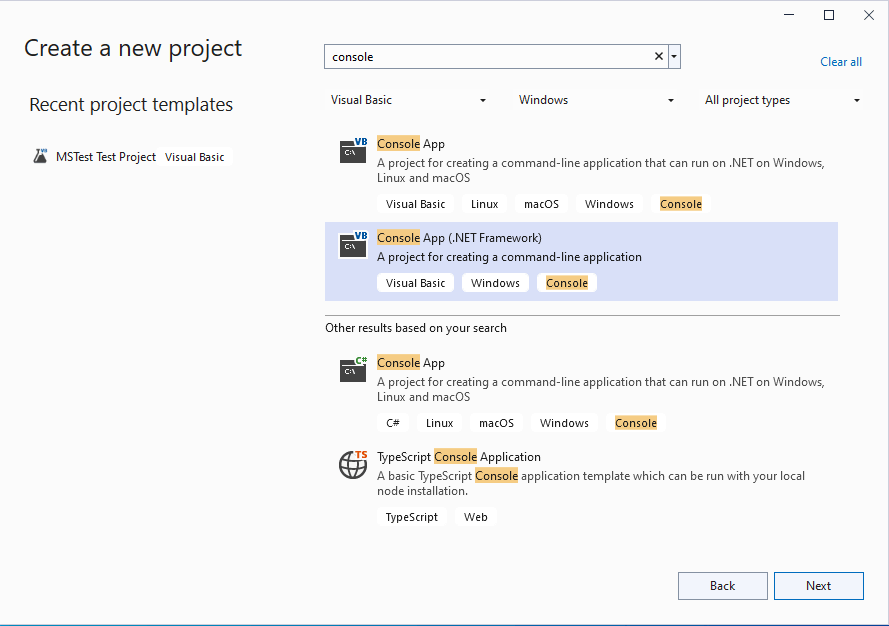 Create a new project
console
Clear all
Recent project templates
MSTest Test Project Visual Basic
Visual Basic Windows All project types
VB
C:\
Console App
A project for creating a command-line application that can run on .NET on Windows,
Linux and macOS
Visual Basic Linux macOS Windows Console
VB
C:\
Console App (.NET Framework)
A project for creating a command-line application
Visual Basic Windows Console
Other results based on your search
C#
C:\
Console App
A project for creating a command-line application that can run on .NET on Windows,
Linux and macOS
C# Linux macOS Windows Console
TS
TypeScript Console Application
A basic TypeScript Console application template which can be run with your local
node installation.
TypeScript Web
Back Next